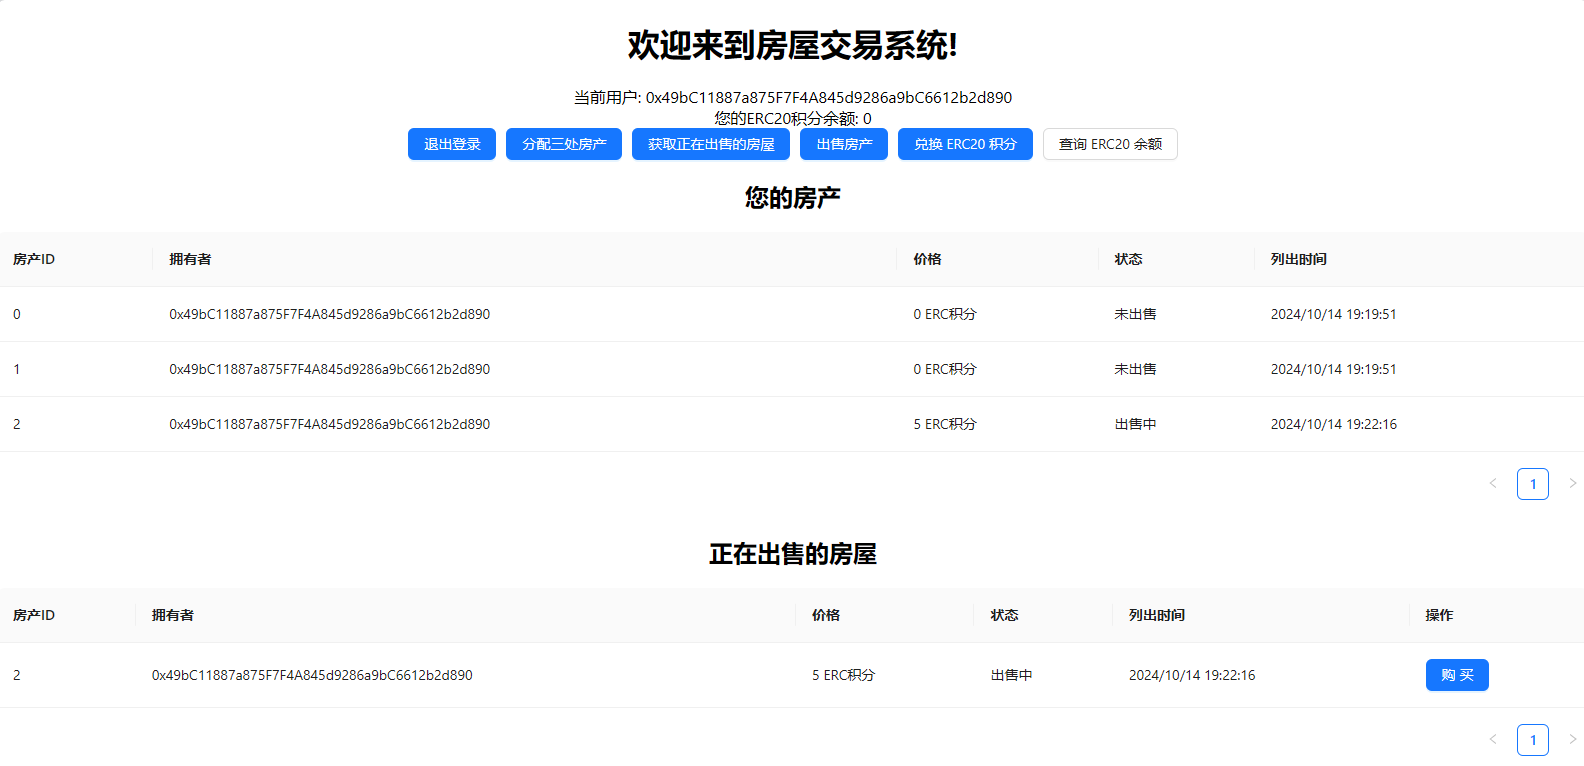 欢迎来到房屋交易系统!
当前用户: 0x49bC11887a875F7F4A845d9286a9bC6612b2d890
您的ERC20积分余额: 0
退出登录 分配三处房产 获取正在出售的房屋 出售房产 兑换 ERC20 积分 查询 ERC20 余额
您的房产
房产ID 拥有者 价格 状态 列出时间
0 0x49bC11887a875F7F4A845d9286a9bC6612b2d890 0 ERC积分 未出售 2024/10/14 19:19:51
1 0x49bC11887a875F7F4A845d9286a9bC6612b2d890 0 ERC积分 未出售 2024/10/14 19:19:51
2 0x49bC11887a875F7F4A845d9286a9bC6612b2d890 5 ERC积分 出售中 2024/10/14 19:22:16
< 1 >
正在出售的房屋
房产ID 拥有者 价格 状态 列出时间 操作
2 0x49bC11887a875F7F4A845d9286a9bC6612b2d890 5 ERC积分 出售中 2024/10/14 19:22:16 购 买
< 1 >